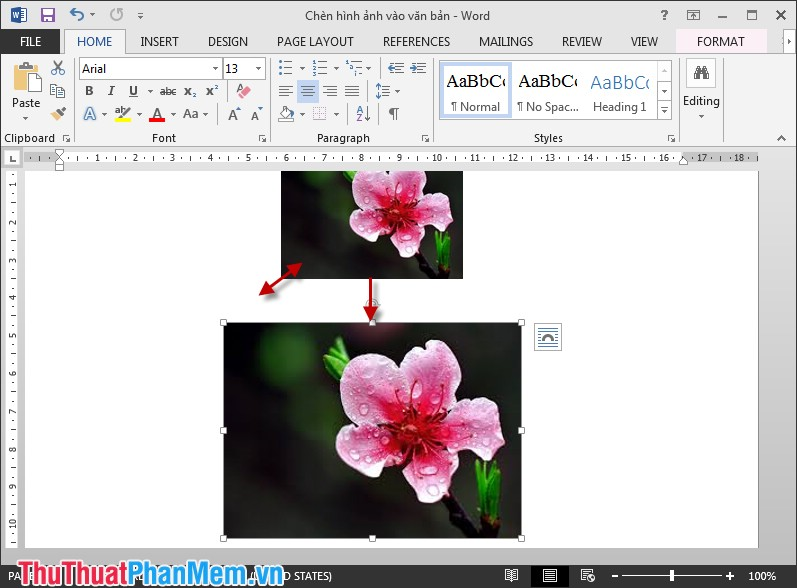 Chèn hình ảnh vào văn bản - Word
FILE HOME INSERT DESIGN PAGE LAYOUT REFERENCES MAILINGS REVIEW VIEW FORMAT
Paste
Arial 13
B I U abc x₂ x²
A ab A Aa A A
AaBbCc AaBbCc AaBbCc
¶ Normal ¶ No Spac... Heading 1
Editing
Clipboard Font Paragraph Styles
1 2 3 4 5 6 7 8 9 10 11 12 13 14 15 16 17 18
1
2
3
4
5
6
7
8
9
10
ThuThuatPhanMem.vn
STATES) 100%